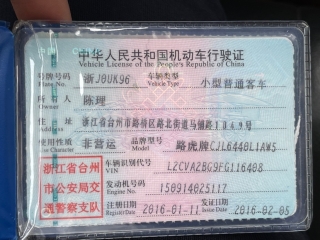 中华人民共和国机动车行驶证
Vehicle License of the People's Republic of China
号牌号码 浙J0UK96 车辆类型 小型普通客车
Plate No. Vehicle Type
所有人 陈理
Owner
住址 浙江省台州市路桥区路北街道马铺路1049号
Address
使用性质 非营运 品牌型号 路虎牌CJL6440L1AW5
Use Character Model
浙江省台州
市公安局交
通警察支队
车辆识别代号 L2CVA2BG9FG116408
VIN
发动机号码 150914025117
Engine No.
注册日期 2016-01-11 发证日期 2016-02-05
Register Date Issue Date